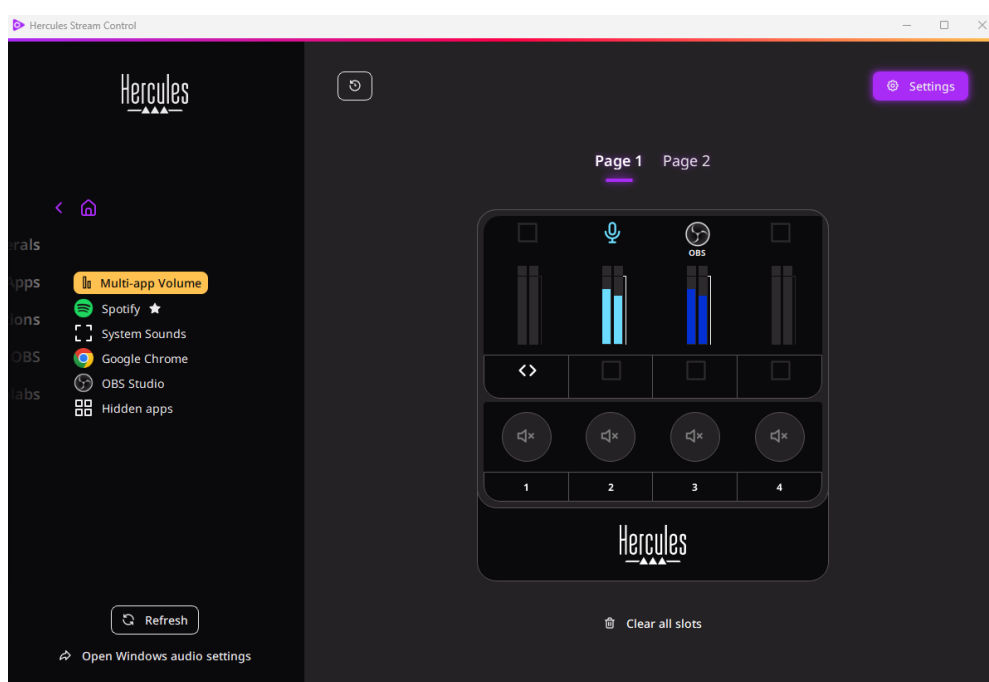 Hercules Stream Control
Hercules
Settings
Page 1 Page 2
erals
Apps
ions
OBS
labs
Multi-app Volume
Spotify
System Sounds
Google Chrome
OBS Studio
Hidden apps
OBS
1 2 3 4
Hercules
Refresh
Clear all slots
Open Windows audio settings